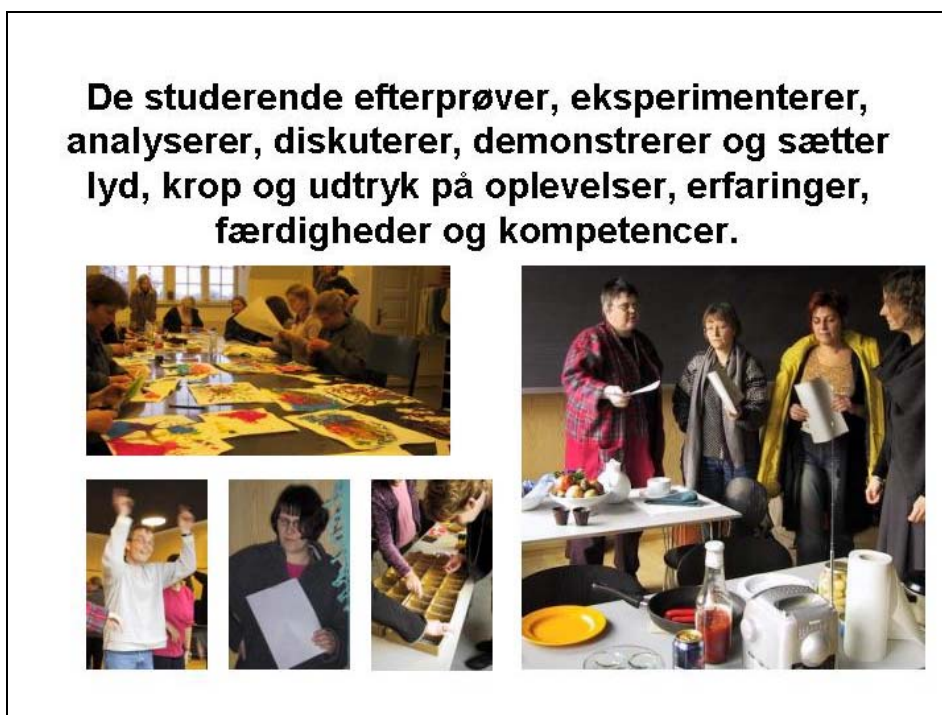 De studerende efterprøver, eksperimenterer,
analyserer, diskuterer, demonstrerer og sætter
lyd, krop og udtryk på oplevelser, erfaringer,
færdigheder og kompetencer.